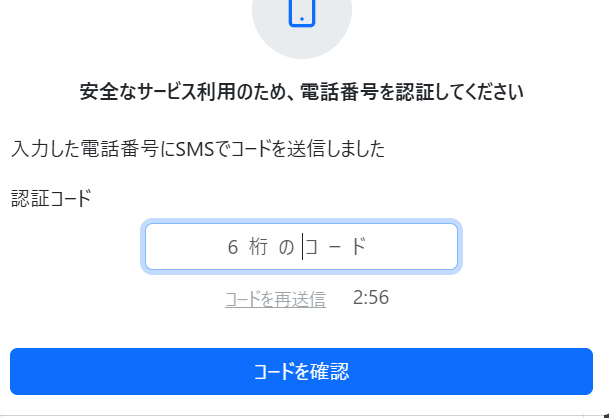 安全なサービス利用のため、電話番号を認証してください
入力した電話番号にSMSでコードを送信しました
認証コード
6桁のコード
コードを再送信 2:56
コードを確認